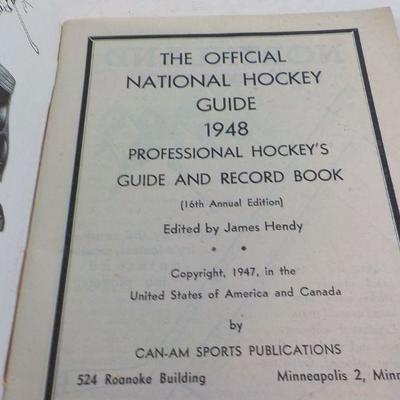 THE OFFICIAL
NATIONAL HOCKEY
GUIDE
1948
PROFESSIONAL HOCKEY'S
GUIDE AND RECORD BOOK
(16th Annual Edition)
Edited by James Hendy
• •
Copyright, 1947, in the
United States of America and Canada
by
CAN-AM SPORTS PUBLICATIONS
524 Roanoke Building Minneapolis 2, Minn